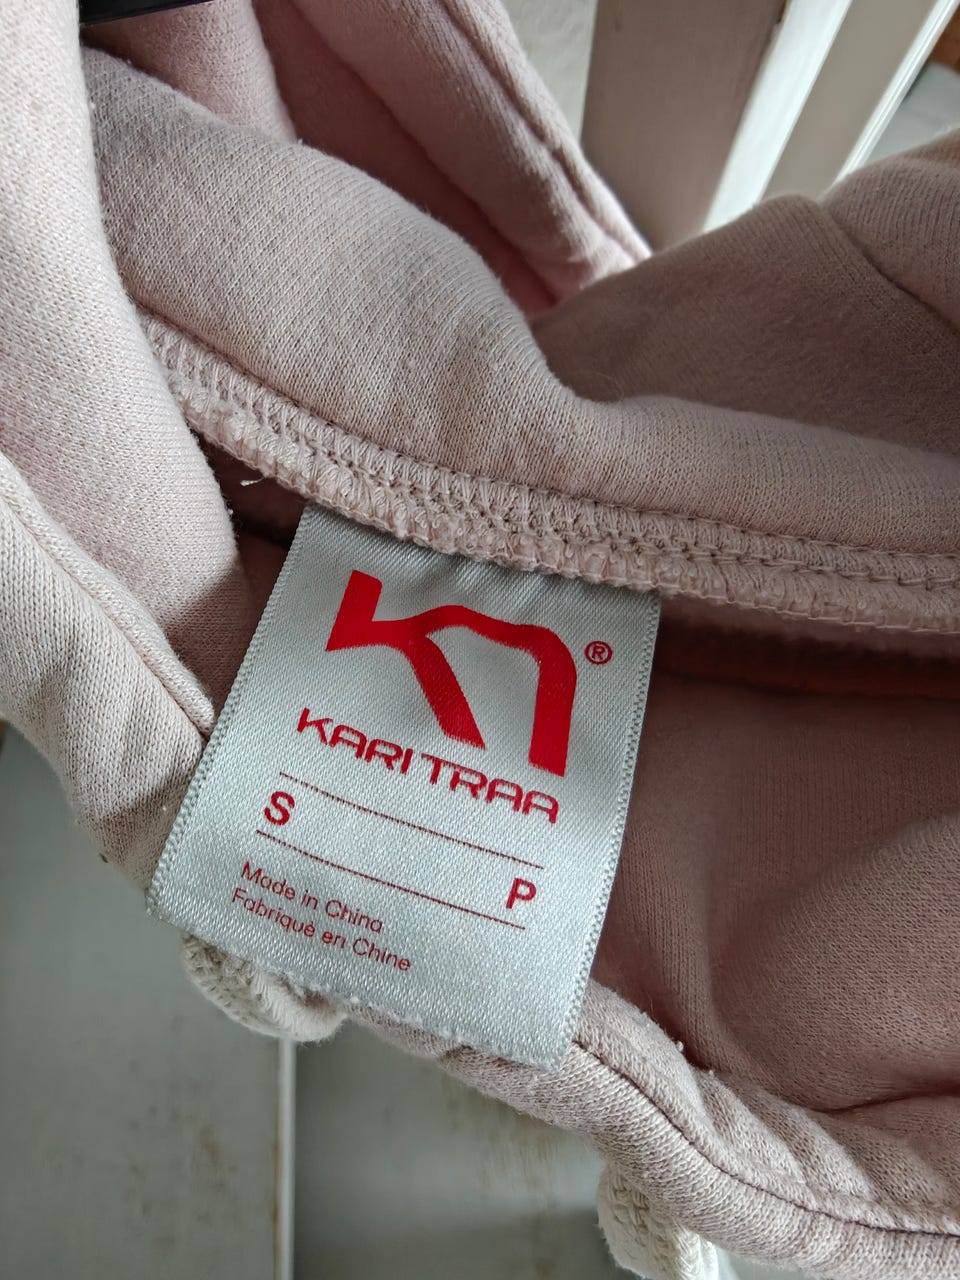 ®
KARI TRAA
S
P
Made in China
Fabriqué en Chine